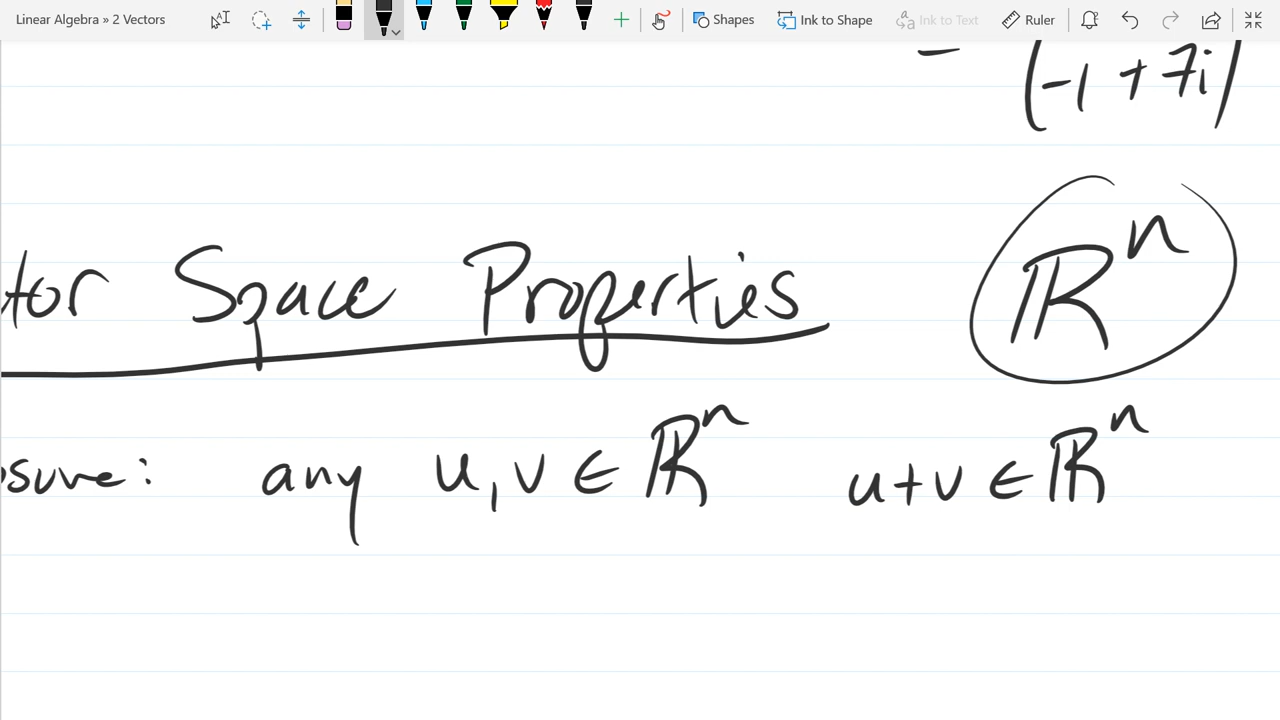 Linear Algebra » 2 Vectors Shapes Ink to Shape Ink to Text Ruler
(-1 + 7i)
tor Space Properties ℝⁿ
osure: any u, v ∈ ℝⁿ u+v ∈ ℝⁿ